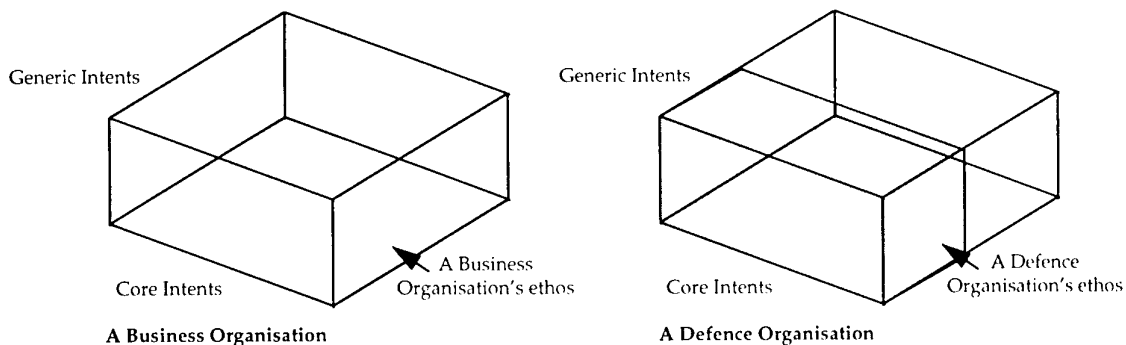 Generic Intents
Core Intents
A Business
Organisation's ethos
A Business Organisation
Generic Intents
Core Intents
A Defence
Organisation's ethos
A Defence Organisation